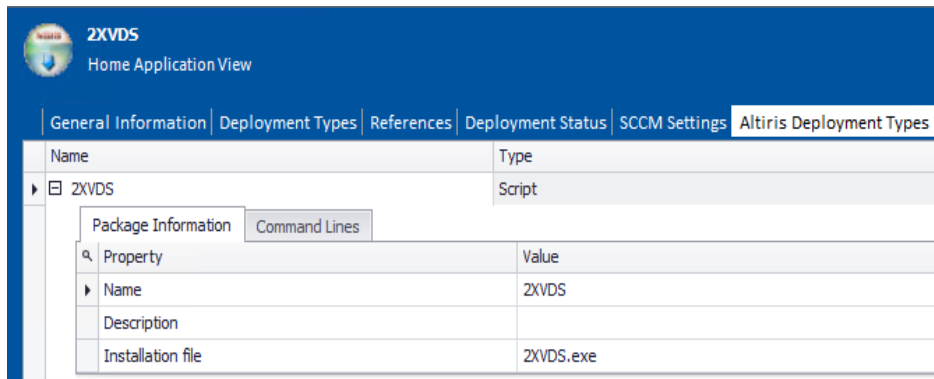 2XVDS
Home Application View
General Information Deployment Types References Deployment Status SCCM Settings Altiris Deployment Types
Name Type
2XVDS Script
Package Information Command Lines
Property Value
Name 2XVDS
Description
Installation file 2XVDS.exe